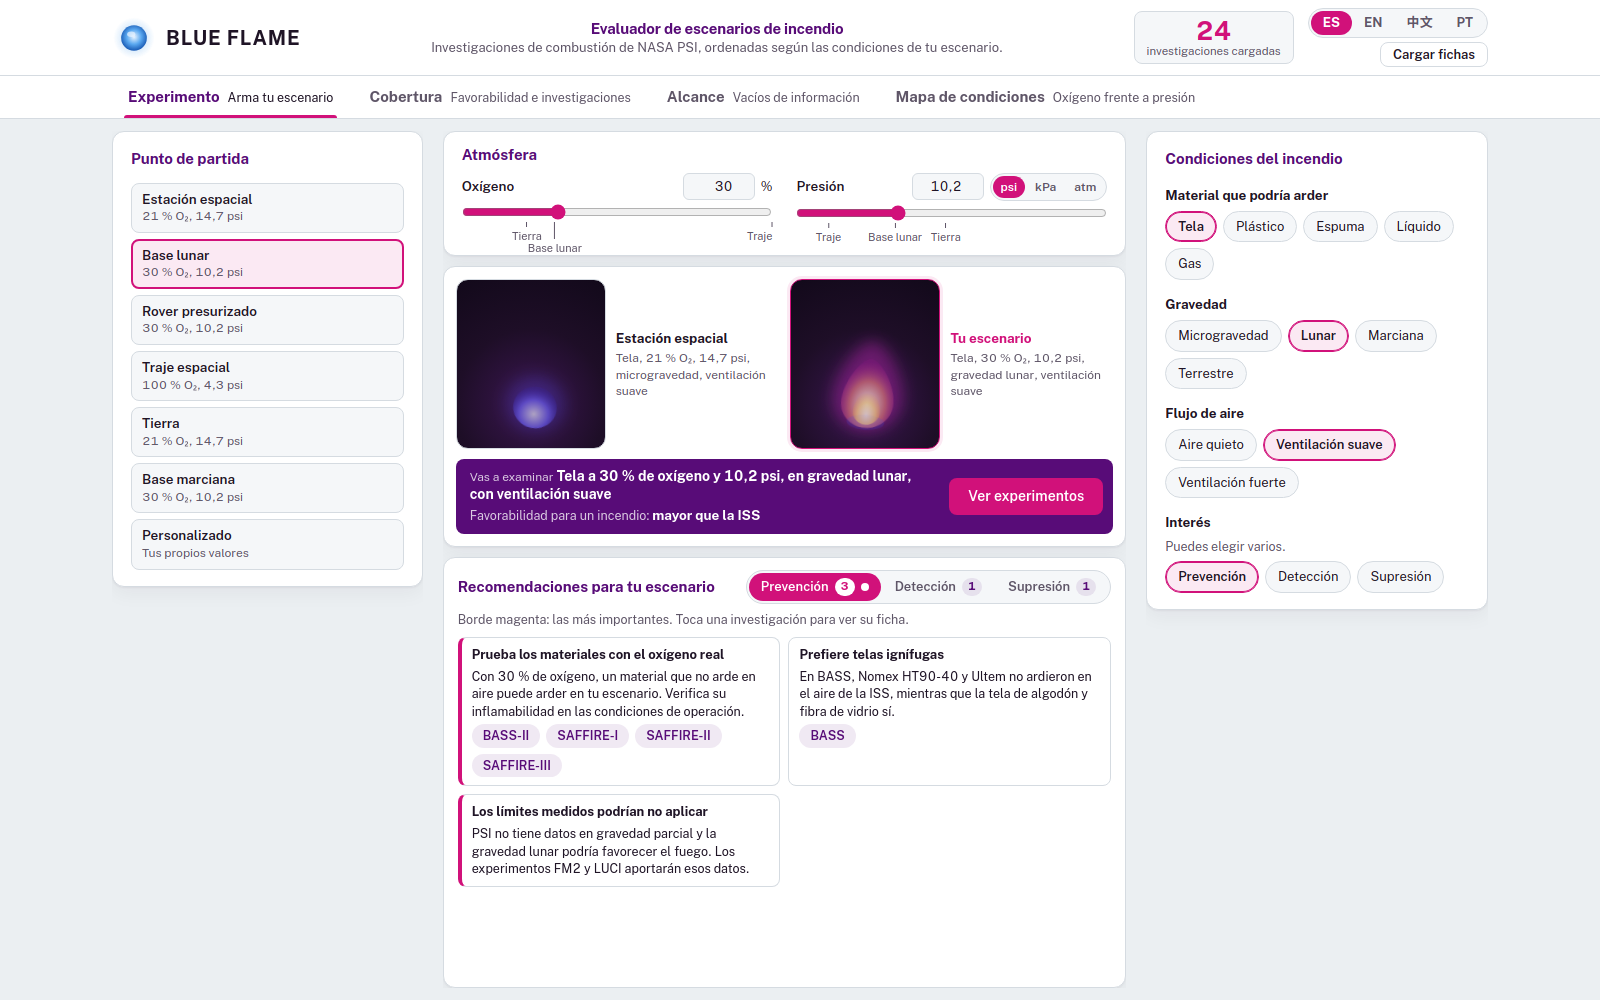 BLUE FLAME
Evaluador de escenarios de incendio
Investigaciones de combustión de NASA PSI, ordenadas según las condiciones de tu escenario.
24
investigaciones cargadas
ES EN 中文 PT
Cargar fichas
Experimento Arma tu escenario
Cobertura Favorabilidad e investigaciones
Alcance Vacíos de información
Mapa de condiciones Oxígeno frente a presión
Punto de partida
Estación espacial
21 % O₂, 14,7 psi
Base lunar
30 % O₂, 10,2 psi
Rover presurizado
30 % O₂, 10,2 psi
Traje espacial
100 % O₂, 4,3 psi
Tierra
21 % O₂, 14,7 psi
Base marciana
30 % O₂, 10,2 psi
Personalizado
Tus propios valores
Atmósfera
Oxígeno 30 %
Tierra Traje
Base lunar
Presión 10,2 psi kPa atm
Traje Base lunar Tierra
Estación espacial
Tela, 21 % O₂, 14,7 psi,
microgravedad, ventilación
suave
Tu escenario
Tela, 30 % O₂, 10,2 psi,
gravedad lunar, ventilación
suave
Vas a examinar Tela a 30 % de oxígeno y 10,2 psi, en gravedad lunar,
con ventilación suave
Favorabilidad para un incendio: mayor que la ISS
Ver experimentos
Recomendaciones para tu escenario
Prevención 3 Detección 1 Supresión 1
Borde magenta: las más importantes. Toca una investigación para ver su ficha.
Prueba los materiales con el oxígeno real
Con 30 % de oxígeno, un material que no arde en
aire puede arder en tu escenario. Verifica su
inflamabilidad en las condiciones de operación.
BASS-II SAFFIRE-I SAFFIRE-II
SAFFIRE-III
Prefiere telas ignífugas
En BASS, Nomex HT90-40 y Ultem no ardieron en
el aire de la ISS, mientras que la tela de algodón y
fibra de vidrio sí.
BASS
Los límites medidos podrían no aplicar
PSI no tiene datos en gravedad parcial y la
gravedad lunar podría favorecer el fuego. Los
experimentos FM2 y LUCI aportarán esos datos.
Condiciones del incendio
Material que podría arder
Tela Plástico Espuma Líquido
Gas
Gravedad
Microgravedad Lunar Marciana
Terrestre
Flujo de aire
Aire quieto Ventilación suave
Ventilación fuerte
Interés
Puedes elegir varios.
Prevención Detección Supresión